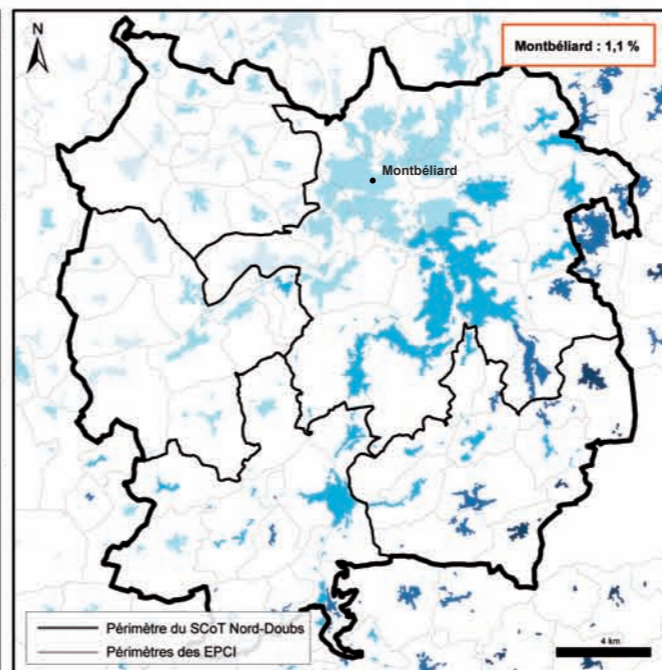 N
Montbéliard : 1,1 %
Montbéliard
Périmètre du SCoT Nord-Doubs
Périmètres des EPCI
4 km